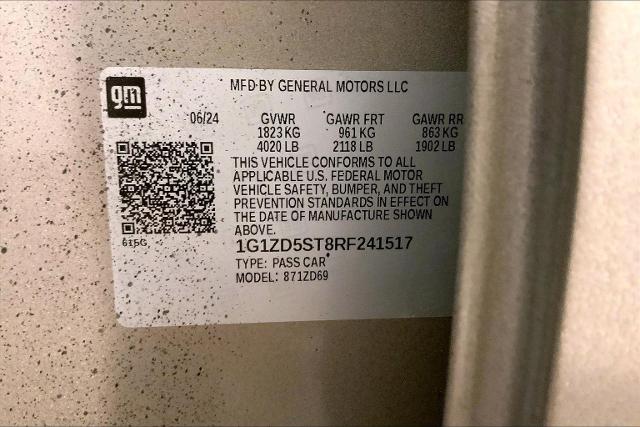 gm
MFD BY GENERAL MOTORS LLC
06/24 GVWR GAWR FRT GAWR RR
1823 KG 961 KG 863 KG
4020 LB 2118 LB 1902 LB
THIS VEHICLE CONFORMS TO ALL
APPLICABLE U.S. FEDERAL MOTOR
VEHICLE SAFETY, BUMPER, AND THEFT
PREVENTION STANDARDS IN EFFECT ON
THE DATE OF MANUFACTURE SHOWN
ABOVE.
615G
1G1ZD5ST8RF241517
TYPE: PASS CAR
MODEL: 871ZD69